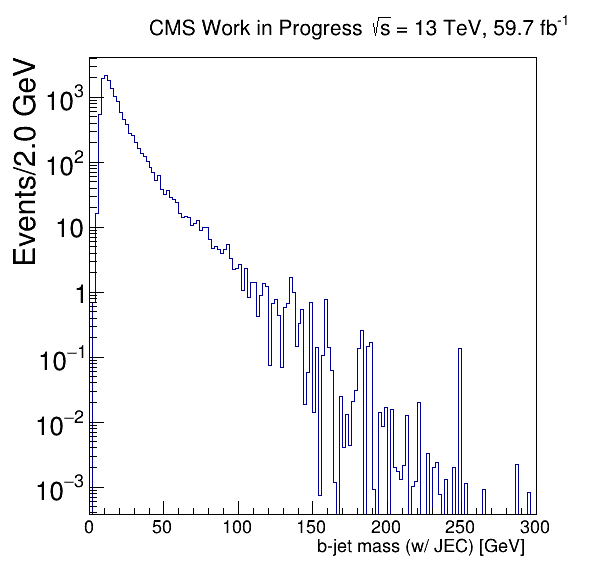 CMS Work in Progress √s = 13 TeV, 59.7 fb⁻¹
Events/2.0 GeV
10³
10²
10
1
10⁻¹
10⁻²
10⁻³
0 50 100 150 200 250 300
b-jet mass (w/ JEC) [GeV]